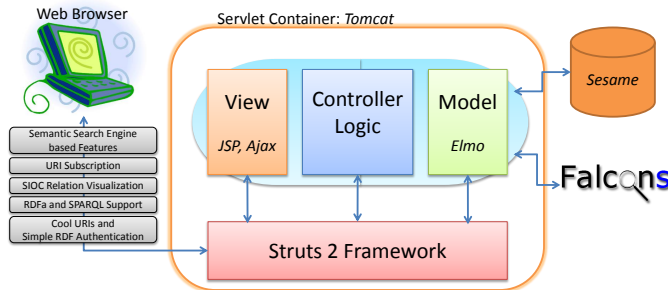 Web Browser
Servlet Container: Tomcat
View
JSP, Ajax
Controller
Logic
Model
Elmo
Sesame
Falcons
Semantic Search Engine
based Features
URI Subscription
SIOC Relation Visualization
RDFa and SPARQL Support
Cool URIs and
Simple RDF Authentication
Struts 2 Framework